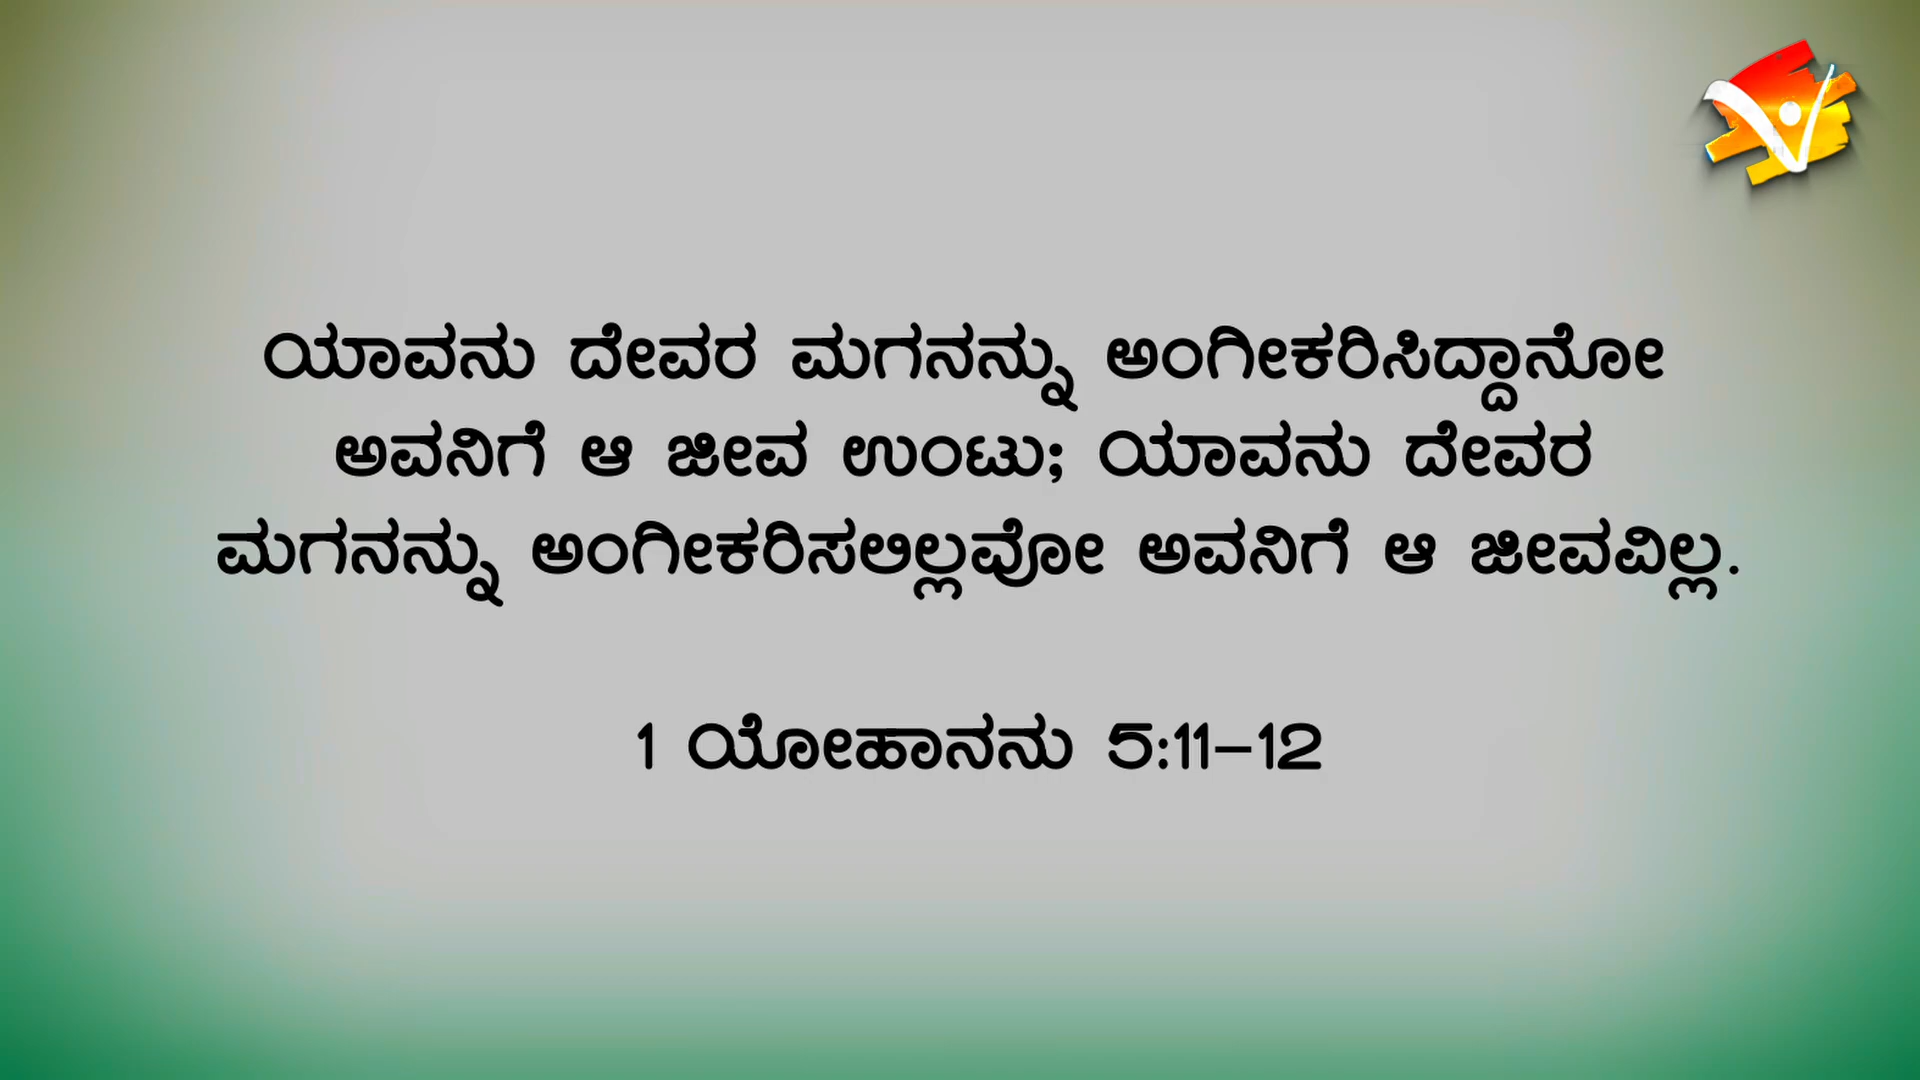 ಯಾವನು ದೇವರ ಮಗನನ್ನು ಅಂಗೀಕರಿಸಿದ್ದಾನೋ
ಅವನಿಗೆ ಆ ಜೀವ ಉಂಟು; ಯಾವನು ದೇವರ
ಮಗನನ್ನು ಅಂಗೀಕರಿಸಲಿಲ್ಲವೋ ಅವನಿಗೆ ಆ ಜೀವವಿಲ್ಲ.
1 ಯೋಹಾನನು 5:11–12